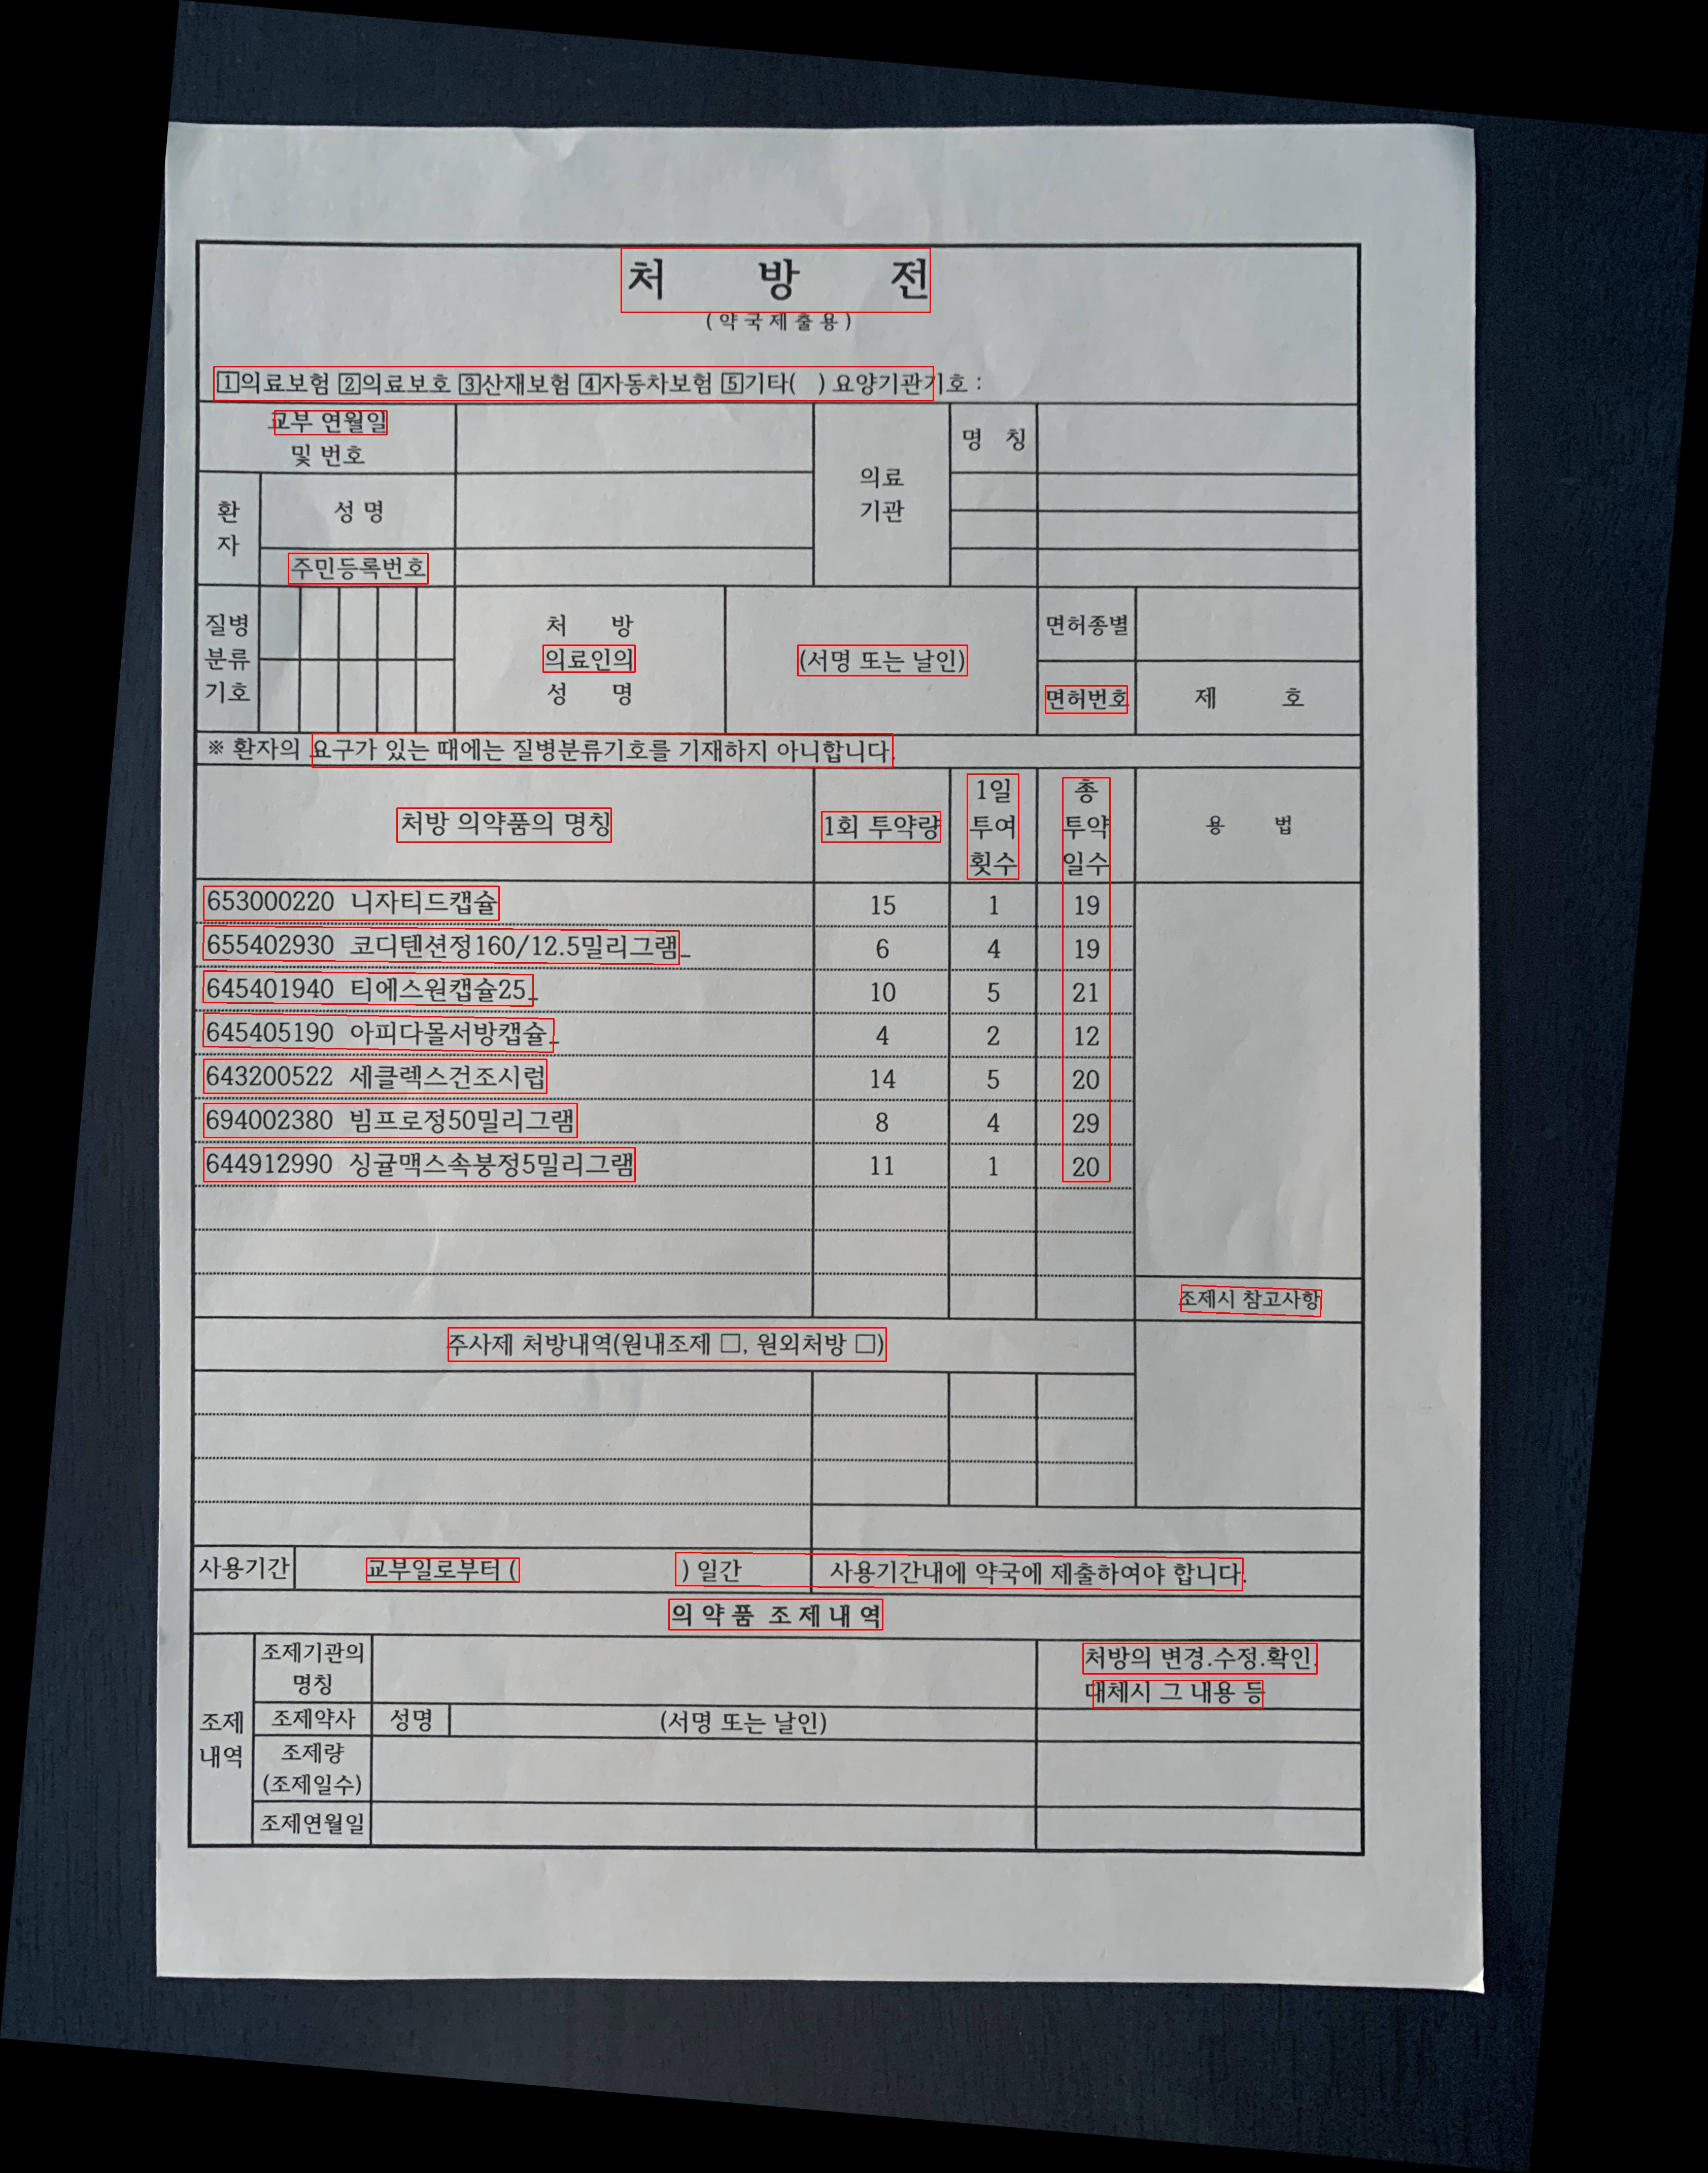 처 방 전
(약국제출용)
1의료보험 2의료보호 3산재보험 4자동차보험 5기타( ) 요양기관기호 :
교부 연월일
및 번호
의료
기관
명 칭
환
자
성 명
주민등록번호
질병
분류
기호
처 방
의료인의
성 명
(서명 또는 날인)
면허종별
면허번호
제 호
※ 환자의 요구가 있는 때에는 질병분류기호를 기재하지 아니합니다.
처방 의약품의 명칭
1회 투약량
1일
투여
횟수
총
투약
일수
용 법
653000220 니자티드캡슐 15 1 19
655402930 코디텐션정160/12.5밀리그램_ 6 4 19
645401940 티에스원캡슐25_ 10 5 21
645405190 아피다몰서방캡슐_ 4 2 12
643200522 세클렉스건조시럽 14 5 20
694002380 빔프로정50밀리그램 8 4 29
644912990 싱귤맥스속붕정5밀리그램 11 1 20
조제시 참고사항
주사제 처방내역(원내조제 □, 원외처방 □)
사용기간 교부일로부터 ( ) 일간 사용기간내에 약국에 제출하여야 합니다.
의 약 품 조 제 내 역
조제
내역
조제기관의
명칭
처방의 변경.수정.확인.
대체시 그 내용 등
조제약사 성명 (서명 또는 날인)
조제량
(조제일수)
조제연월일